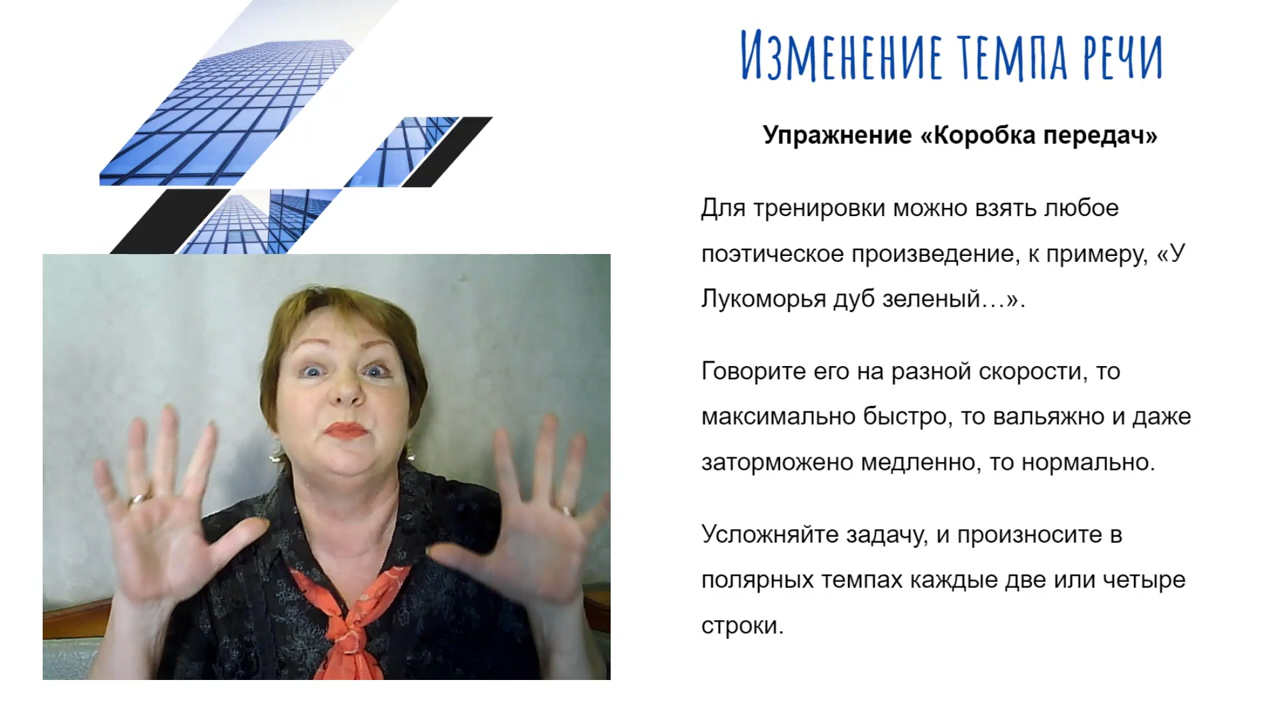 Изменение темпа речи
Упражнение «Коробка передач»
Для тренировки можно взять любое
поэтическое произведение, к примеру, «У
Лукоморья дуб зеленый…».
Говорите его на разной скорости, то
максимально быстро, то вальяжно и даже
заторможено медленно, то нормально.
Усложняйте задачу, и произносите в
полярных темпах каждые две или четыре
строки.